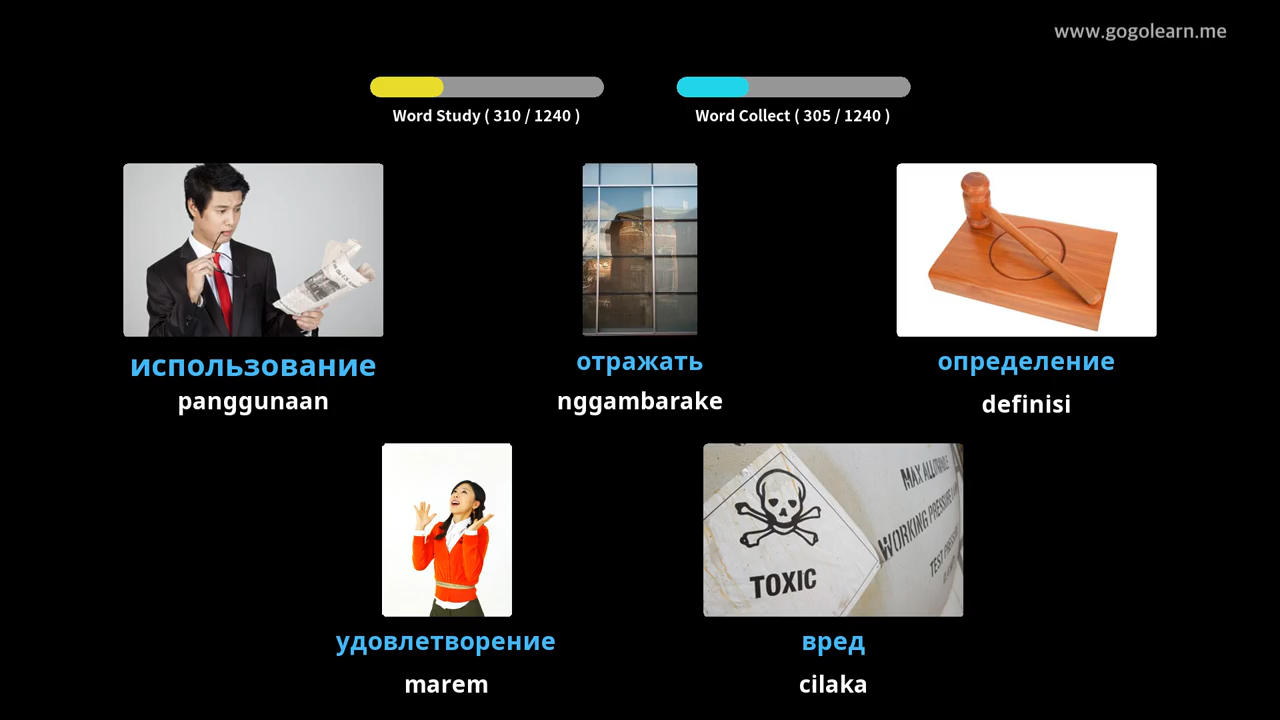 www.gogolearn.me
Word Study ( 310 / 1240 )
Word Collect ( 305 / 1240 )
использование
panggunaan
отражать
nggambarake
определение
definisi
TOXIC
MAX ALLOWABLE
WORKING PRESSURE
TEST PRESS
удовлетворение
marem
вред
cilaka